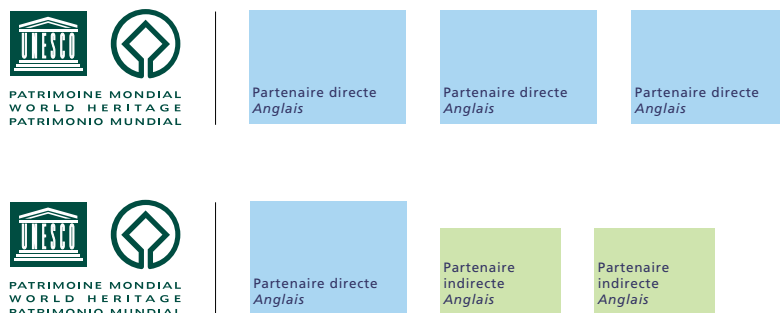 UNESCO
PATRIMOINE MONDIAL
WORLD HERITAGE
PATRIMONIO MUNDIAL
Partenaire directe
Anglais
Partenaire directe
Anglais
Partenaire directe
Anglais
UNESCO
PATRIMOINE MONDIAL
WORLD HERITAGE
PATRIMONIO MUNDIAL
Partenaire directe
Anglais
Partenaire
indirecte
Anglais
Partenaire
indirecte
Anglais